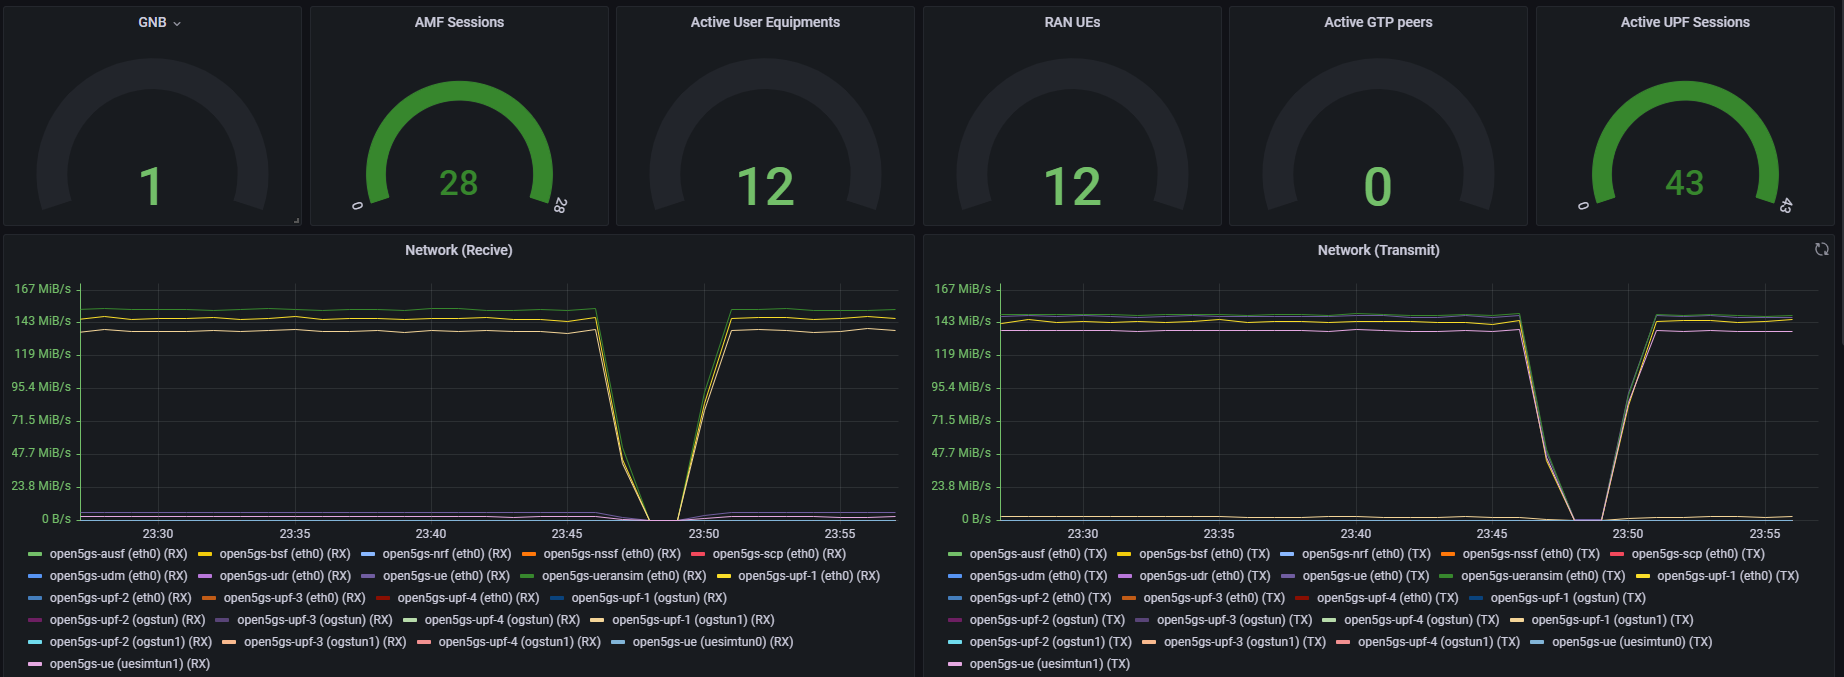 GNB
AMF Sessions
Active User Equipments
RAN UEs
Active GTP peers
Active UPF Sessions
1
28
0
28
12
12
0
43
0
43
Network (Recive)
167 MiB/s
143 MiB/s
119 MiB/s
95.4 MiB/s
71.5 MiB/s
47.7 MiB/s
23.8 MiB/s
0 B/s
23:30 23:35 23:40 23:45 23:50 23:55
open5gs-ausf (eth0) (RX) open5gs-bsf (eth0) (RX) open5gs-nrf (eth0) (RX) open5gs-nssf (eth0) (RX) open5gs-scp (eth0) (RX)
open5gs-udm (eth0) (RX) open5gs-udr (eth0) (RX) open5gs-ue (eth0) (RX) open5gs-ueransim (eth0) (RX) open5gs-upf-1 (eth0) (RX)
open5gs-upf-2 (eth0) (RX) open5gs-upf-3 (eth0) (RX) open5gs-upf-4 (eth0) (RX) open5gs-upf-1 (ogstun) (RX)
open5gs-upf-2 (ogstun) (RX) open5gs-upf-3 (ogstun) (RX) open5gs-upf-4 (ogstun) (RX) open5gs-upf-1 (ogstun1) (RX)
open5gs-upf-2 (ogstun1) (RX) open5gs-upf-3 (ogstun1) (RX) open5gs-upf-4 (ogstun1) (RX) open5gs-ue (uesimtun0) (RX)
open5gs-ue (uesimtun1) (RX)
Network (Transmit)
167 MiB/s
143 MiB/s
119 MiB/s
95.4 MiB/s
71.5 MiB/s
47.7 MiB/s
23.8 MiB/s
0 B/s
23:30 23:35 23:40 23:45 23:50 23:55
open5gs-ausf (eth0) (TX) open5gs-bsf (eth0) (TX) open5gs-nrf (eth0) (TX) open5gs-nssf (eth0) (TX) open5gs-scp (eth0) (TX)
open5gs-udm (eth0) (TX) open5gs-udr (eth0) (TX) open5gs-ue (eth0) (TX) open5gs-ueransim (eth0) (TX) open5gs-upf-1 (eth0) (TX)
open5gs-upf-2 (eth0) (TX) open5gs-upf-3 (eth0) (TX) open5gs-upf-4 (eth0) (TX) open5gs-upf-1 (ogstun) (TX)
open5gs-upf-2 (ogstun) (TX) open5gs-upf-3 (ogstun) (TX) open5gs-upf-4 (ogstun) (TX) open5gs-upf-1 (ogstun1) (TX)
open5gs-upf-2 (ogstun1) (TX) open5gs-upf-3 (ogstun1) (TX) open5gs-upf-4 (ogstun1) (TX) open5gs-ue (uesimtun0) (TX)
open5gs-ue (uesimtun1) (TX)